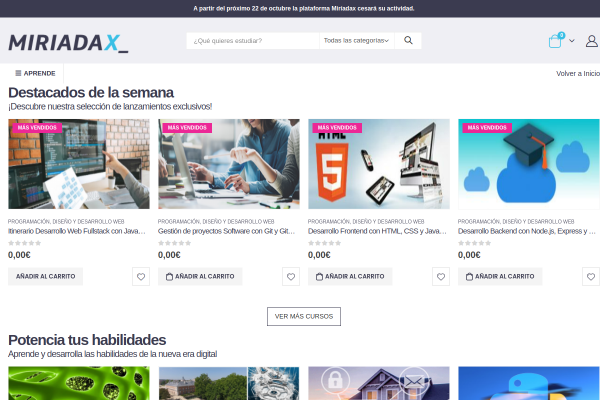 A partir del próximo 22 de octubre la plataforma Miriadax cesará su actividad.
MIRIADAX_
¿Qué quieres estudiar?
Todas las categorías
0
APRENDE
Volver a Inicio
Destacados de la semana
¡Descubre nuestra selección de lanzamientos exclusivos!
MÁS VENDIDOS
MÁS VENDIDOS
MÁS VENDIDOS
MÁS VENDIDOS
PROGRAMACIÓN, DISEÑO Y DESARROLLO WEB
PROGRAMACIÓN, DISEÑO Y DESARROLLO WEB
PROGRAMACIÓN, DISEÑO Y DESARROLLO WEB
PROGRAMACIÓN, DISEÑO Y DESARROLLO WEB
Itinerario Desarrollo Web Fullstack con Java…
Gestión de proyectos Software con Git y Git…
Desarrollo Frontend con HTML, CSS y Java…
Desarrollo Backend con Node.js, Express y …
0,00€
0,00€
0,00€
0,00€
AÑADIR AL CARRITO
AÑADIR AL CARRITO
AÑADIR AL CARRITO
AÑADIR AL CARRITO
VER MÁS CURSOS
Potencia tus habilidades
Aprende y desarrolla las habilidades de la nueva era digital